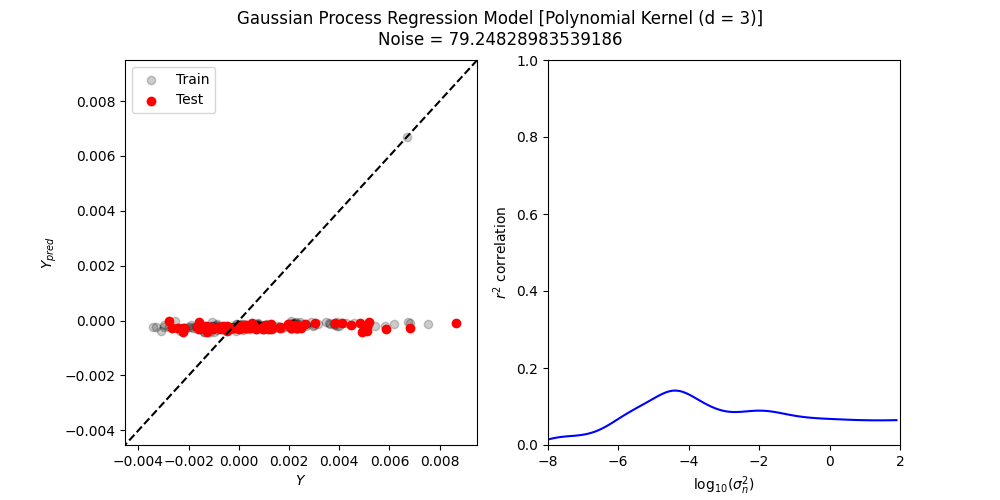 Gaussian Process Regression Model [Polynomial Kernel (d = 3)]
Noise = 79.24828983539186
Train
Test
0.008
0.006
0.004
0.002
0.000
−0.002
−0.004
Y_{pred}
−0.004 −0.002 0.000 0.002 0.004 0.006 0.008
Y
1.0
0.8
0.6
0.4
0.2
0.0
r² correlation
−8 −6 −4 −2 0 2
log₁₀(σₙ²)